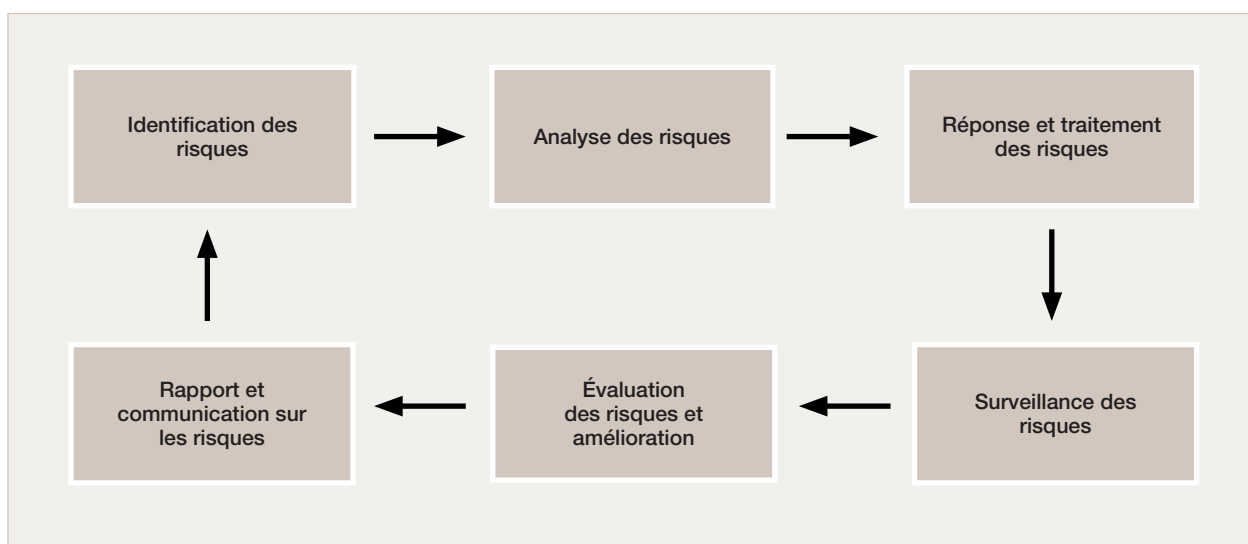 Identification des
risques
Analyse des risques
Réponse et traitement
des risques
Surveillance des
risques
Évaluation
des risques et
amélioration
Rapport et
communication sur
les risques